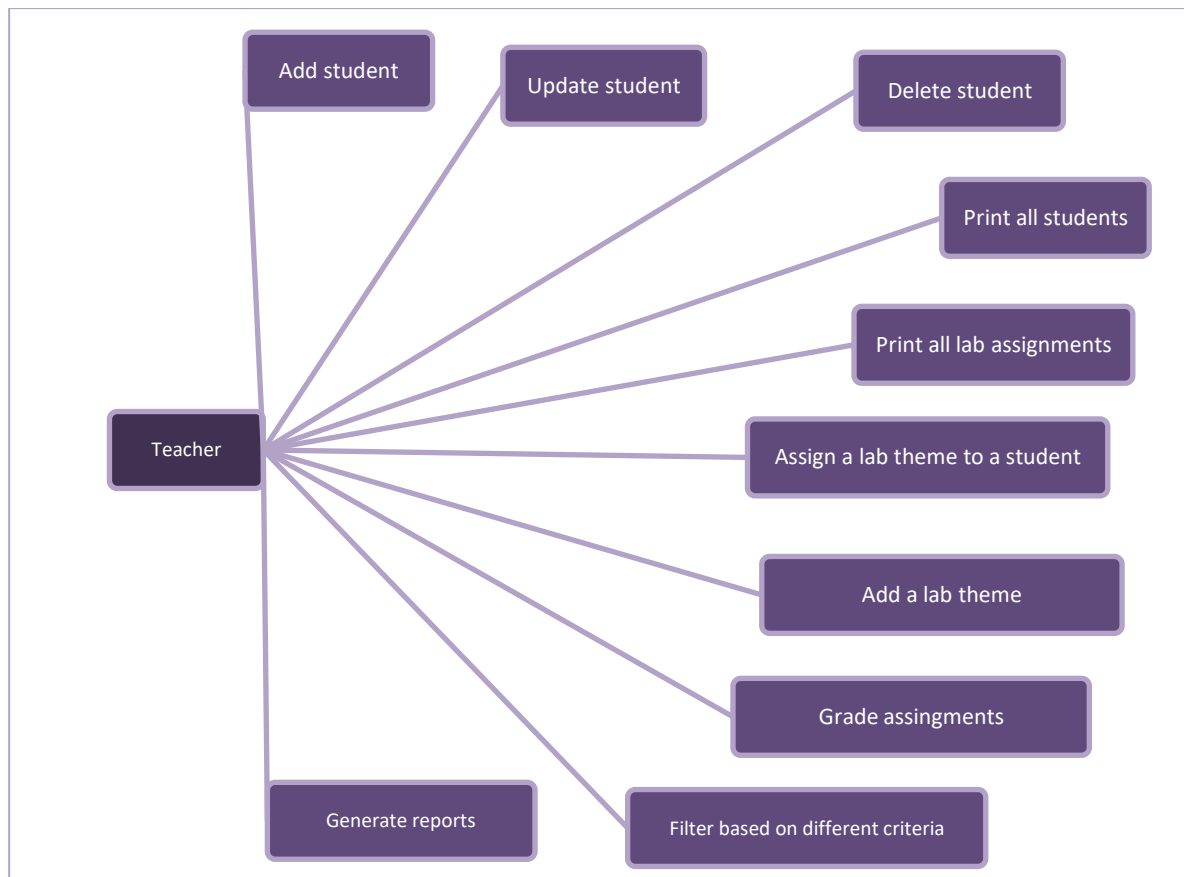 Add student
Update student
Delete student
Print all students
Print all lab assignments
Teacher
Assign a lab theme to a student
Add a lab theme
Grade assingments
Generate reports
Filter based on different criteria